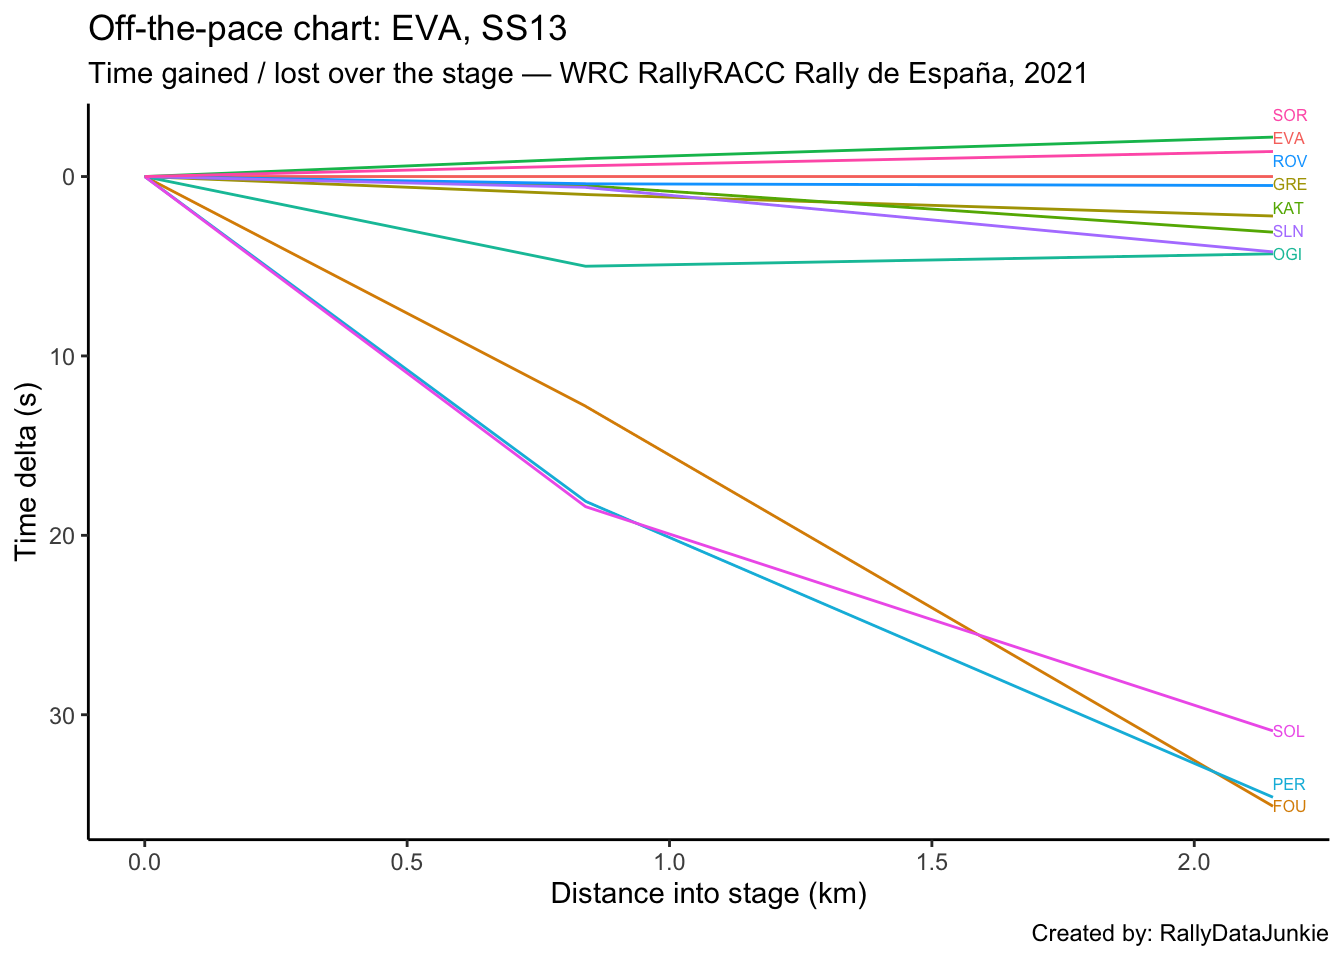 Off-the-pace chart: EVA, SS13
Time gained / lost over the stage — WRC RallyRACC Rally de España, 2021
SOR
EVA
ROV
GRE
KAT
SLN
OGI
SOL
PER
FOU
0
10
20
30
Time delta (s)
0.0 0.5 1.0 1.5 2.0
Distance into stage (km)
Created by: RallyDataJunkie